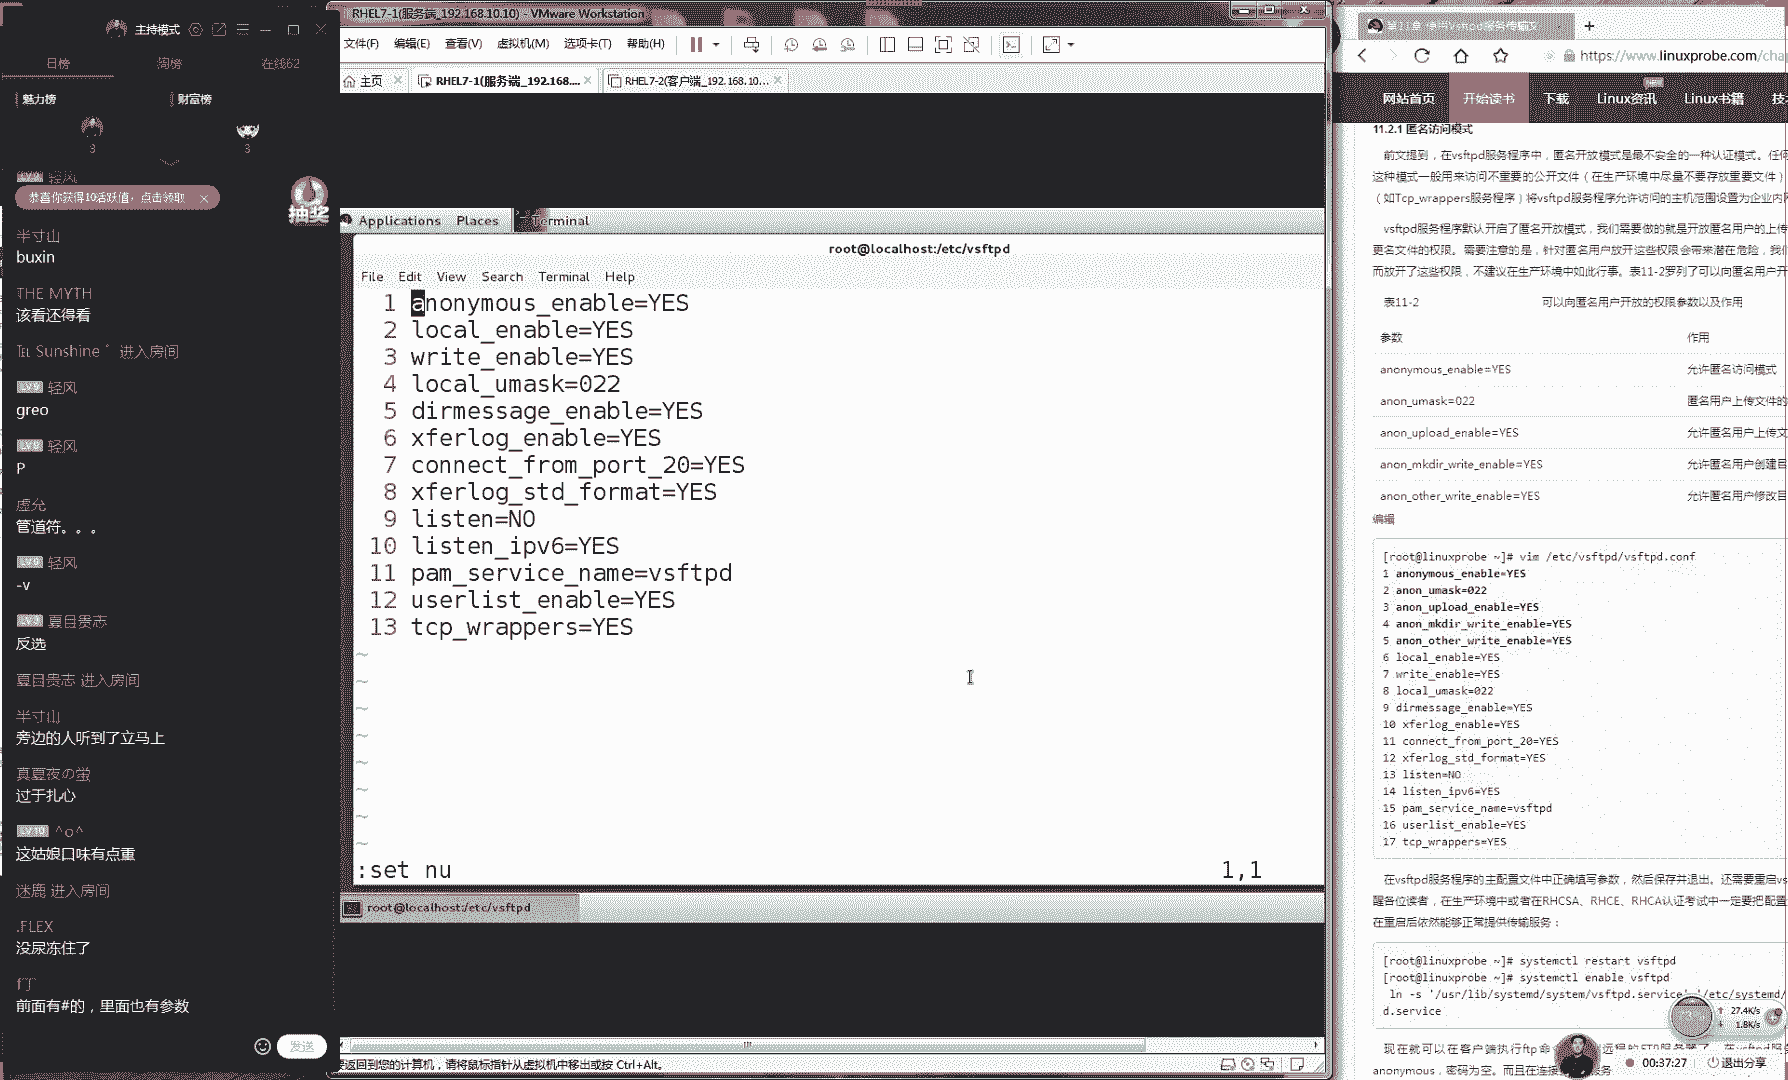 主持模式
日榜 周榜 在线62
魅力榜 财富榜
3 3
LV9 轻风
恭喜你获得10活跃值，点击领取 ×
抽奖
半寸山
buxin
THE MYTH
该看还得看
℡ Sunshine ゛ 进入房间
LV9 轻风
greo
LV9 轻风
P
虚允
管道符。。。
LV9 轻风
-v
夏目贵志
反选
夏目贵志 进入房间
半寸山
旁边的人听到了立马上
真夏夜の蛍
过于扎心
LV10 ^o^
这姑娘口味有点重
迷鹿 进入房间
.FLEX
没尿冻住了
前面有#的，里面也有参数
发送
RHEL7-1(服务端_192.168.10.10) - VMware Workstation
文件(F) 编辑(E) 查看(V) 虚拟机(M) 选项卡(T) 帮助(H)
主页 × RHEL7-1(服务端_192.168.... × RHEL7-2(客户端_192.168.10... ×
Applications Places Terminal
root@localhost:/etc/vsftpd
File Edit View Search Terminal Help
1 anonymous_enable=YES
2 local_enable=YES
3 write_enable=YES
4 local_umask=022
5 dirmessage_enable=YES
6 xferlog_enable=YES
7 connect_from_port_20=YES
8 xferlog_std_format=YES
9 listen=NO
10 listen_ipv6=YES
11 pam_service_name=vsftpd
12 userlist_enable=YES
13 tcp_wrappers=YES
~
~
~
~
~
~
~
~
:set nu 1,1
root@localhost:/etc/vsftpd
返回到您的计算机，请将鼠标指针从虚拟机中移出或按 Ctrl+Alt。
第11章 使用Vsftpd服务传输文
https://www.linuxprobe.com/cha
网站首页 开始读书 下载 Linux资讯 New Linux书籍 技
11.2.1 匿名访问模式
前文提到，在vsftpd服务程序中，匿名开放模式是最不安全的一种认证模式。任何
这种模式一般用来访问不重要的公开文件（在生产环境中尽量不要存放重要文件）
（如Tcp_wrappers服务程序）将vsftpd服务程序允许访问的主机范围设置为企业内网
vsftpd服务程序默认开启了匿名开放模式，我们需要做的就是开放匿名用户的上传
更名文件的权限。需要注意的是，针对匿名用户放开这些权限会带来潜在危险，我们
而放开了这些权限，不建议在生产环境中如此行事。表11-2罗列了可以向匿名用户开
表11-2 可以向匿名用户开放的权限参数以及作用
参数 作用
anonymous_enable=YES 允许匿名访问模式
anon_umask=022 匿名用户上传文件的
anon_upload_enable=YES 允许匿名用户上传文
anon_mkdir_write_enable=YES 允许匿名用户创建目
anon_other_write_enable=YES 允许匿名用户修改目
编辑
[root@linuxprobe ~]# vim /etc/vsftpd/vsftpd.conf
1 anonymous_enable=YES
2 anon_umask=022
3 anon_upload_enable=YES
4 anon_mkdir_write_enable=YES
5 anon_other_write_enable=YES
6 local_enable=YES
7 write_enable=YES
8 local_umask=022
9 dirmessage_enable=YES
10 xferlog_enable=YES
11 connect_from_port_20=YES
12 xferlog_std_format=YES
13 listen=NO
14 listen_ipv6=YES
15 pam_service_name=vsftpd
16 userlist_enable=YES
17 tcp_wrappers=YES
在vsftpd服务程序的主配置文件中正确填写参数，然后保存并退出。还需要重启vs
醒各位读者，在生产环境中或者在RHCSA、RHCE、RHCA认证考试中一定要把配置
在重启后依然能够正常提供传输服务：
[root@linuxprobe ~]# systemctl restart vsftpd
[root@linuxprobe ~]# systemctl enable vsftpd
ln -s '/usr/lib/systemd/system/vsftpd.service' '/etc/systemd/
d.service
27.4K/s
1.8K/s
现在就可以在客户端执行ftp命 远程的FTP服务器了
anonymous，密码为空。而且在连接 服务
00:37:27 退出分享